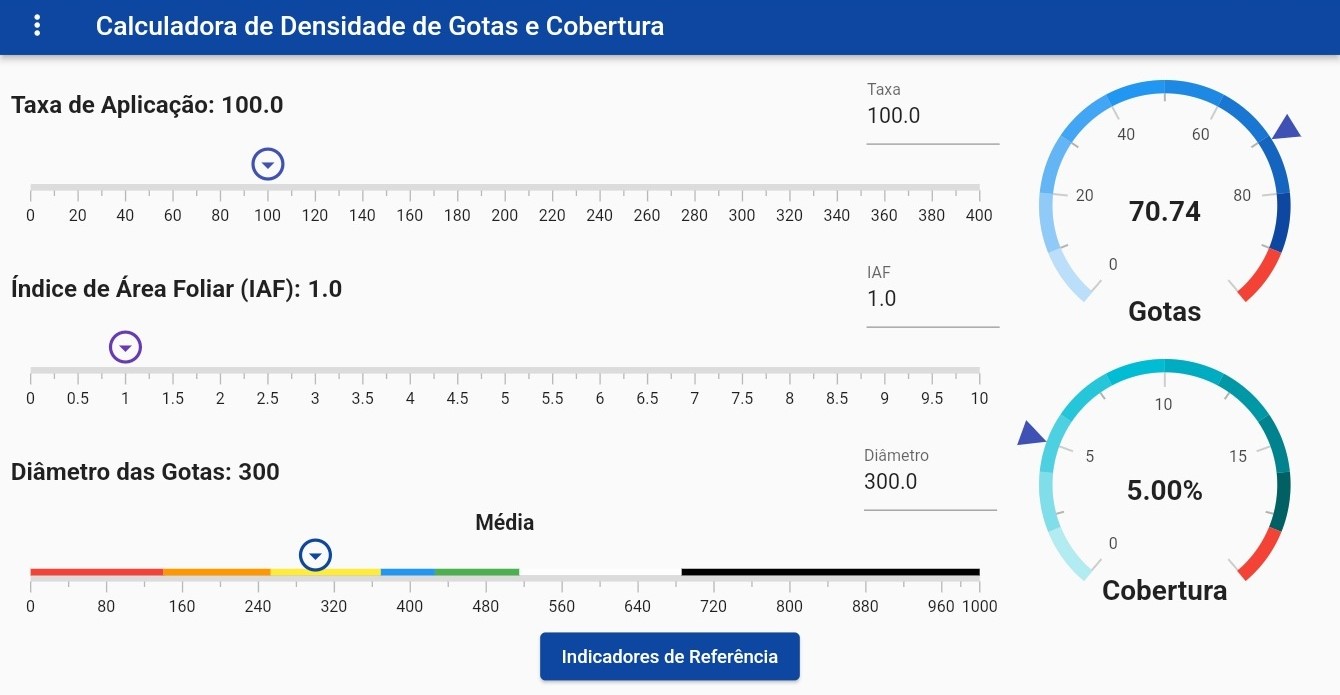 Calculadora de Densidade de Gotas e Cobertura
Taxa de Aplicação: 100.0
Taxa
100.0
0 20 40 60 80 100 120 140 160 180 200 220 240 260 280 300 320 340 360 380 400
Índice de Área Foliar (IAF): 1.0
IAF
1.0
0 0.5 1 1.5 2 2.5 3 3.5 4 4.5 5 5.5 6 6.5 7 7.5 8 8.5 9 9.5 10
Diâmetro das Gotas: 300
Diâmetro
300.0
Média
0 80 160 240 320 400 480 560 640 720 800 880 960 1000
Indicadores de Referência
40 60
20 80
70.74
0
Gotas
10
5 15
5.00%
0
Cobertura